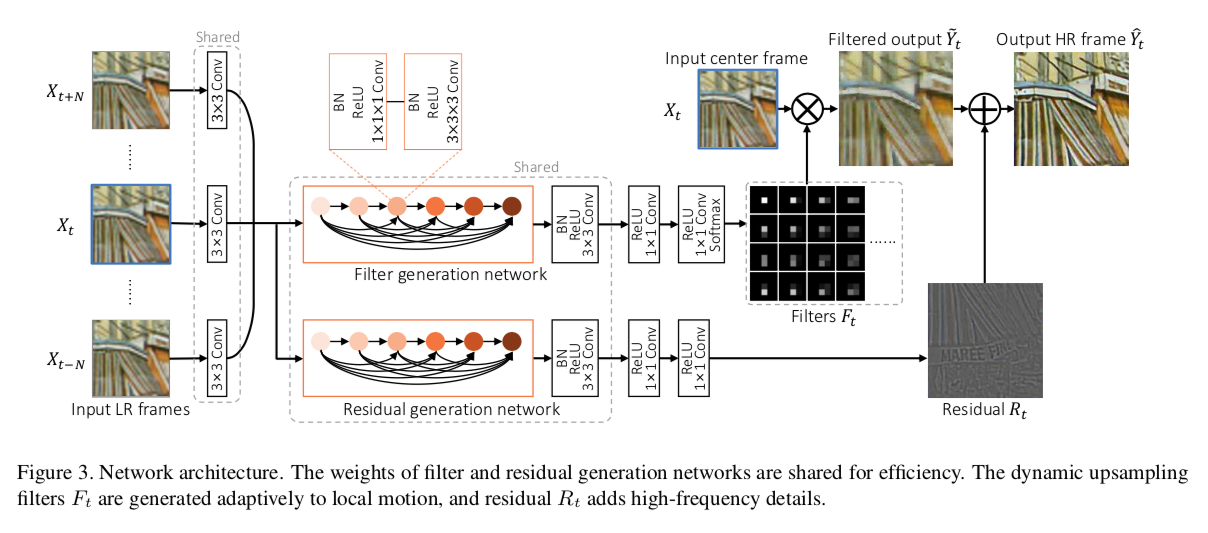 Shared
X_{t+N}
3×3 Conv
BN
ReLU
1×1×1 Conv
BN
ReLU
3×3×3 Conv
Input center frame
X_t
Filtered output Ỹ_t
Output HR frame Ŷ_t
......
X_t
3×3 Conv
Shared
Filter generation network
BN
ReLU
3×3 Conv
ReLU
1×1 Conv
ReLU
1×1 Conv
Softmax
......
Filters F_t
......
X_{t−N}
3×3 Conv
Input LR frames
Residual generation network
BN
ReLU
3×3 Conv
ReLU
1×1 Conv
ReLU
1×1 Conv
MAREE
Residual R_t
Figure 3. Network architecture. The weights of filter and residual generation networks are shared for efficiency. The dynamic upsampling
filters F_t are generated adaptively to local motion, and residual R_t adds high-frequency details.